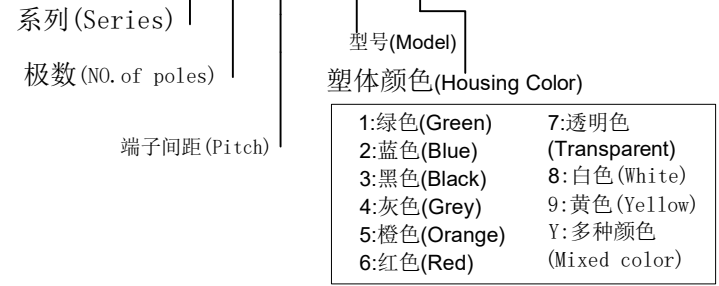 系列(Series)
型号(Model)
极数(NO.of poles)
塑体颜色(Housing Color)
端子间距(Pitch)
1:绿色(Green)
2:蓝色(Blue)
3:黑色(Black)
4:灰色(Grey)
5:橙色(Orange)
6:红色(Red)
7:透明色
(Transparent)
8:白色(White)
9:黄色(Yellow)
Y:多种颜色
(Mixed color)